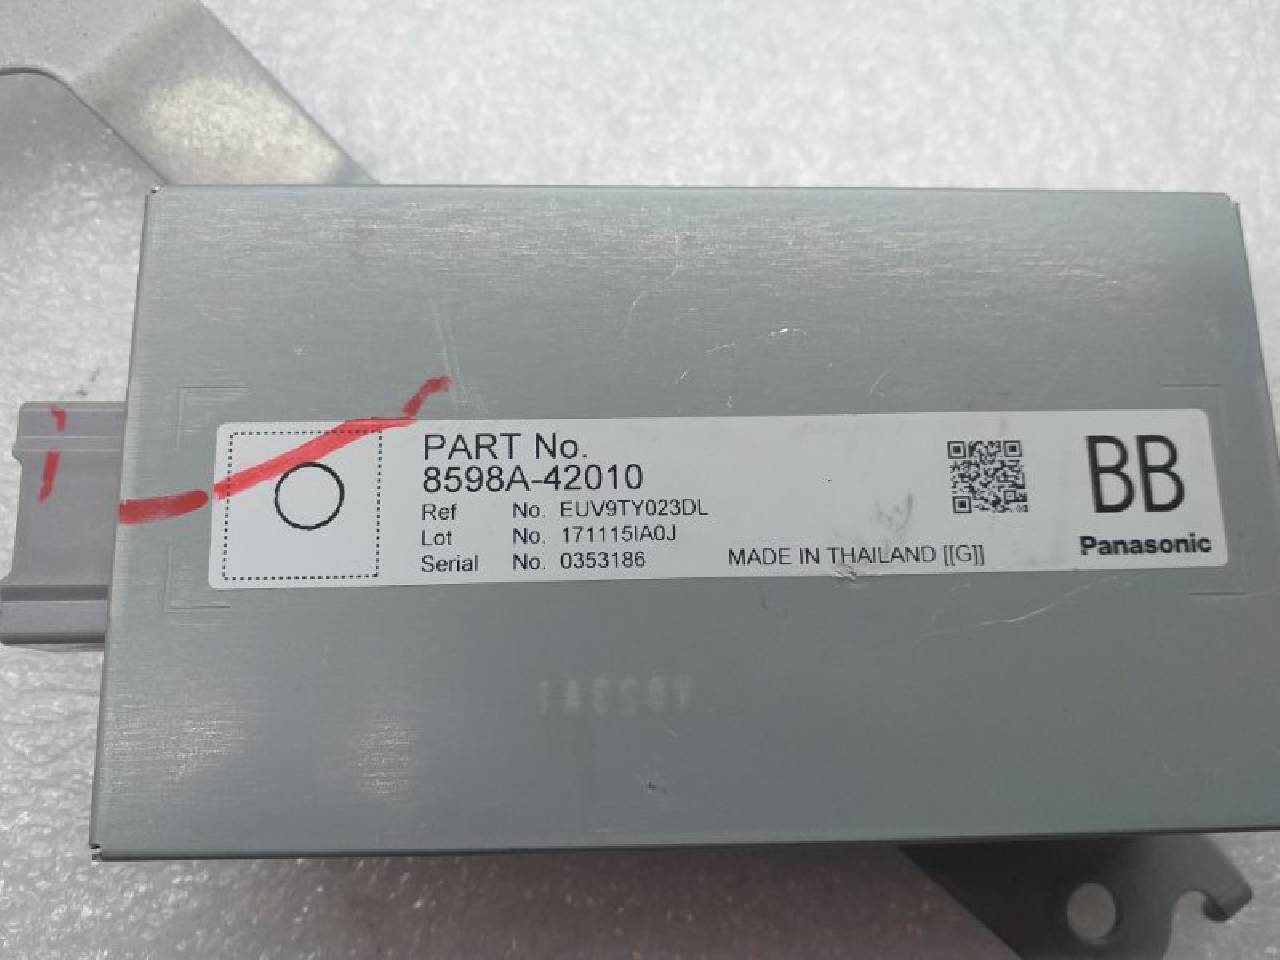 PART No.
8598A-42010
Ref No. EUV9TY023DL
Lot No. 171115IA0J
Serial No. 0353186
MADE IN THAILAND [[G]]
BB
Panasonic